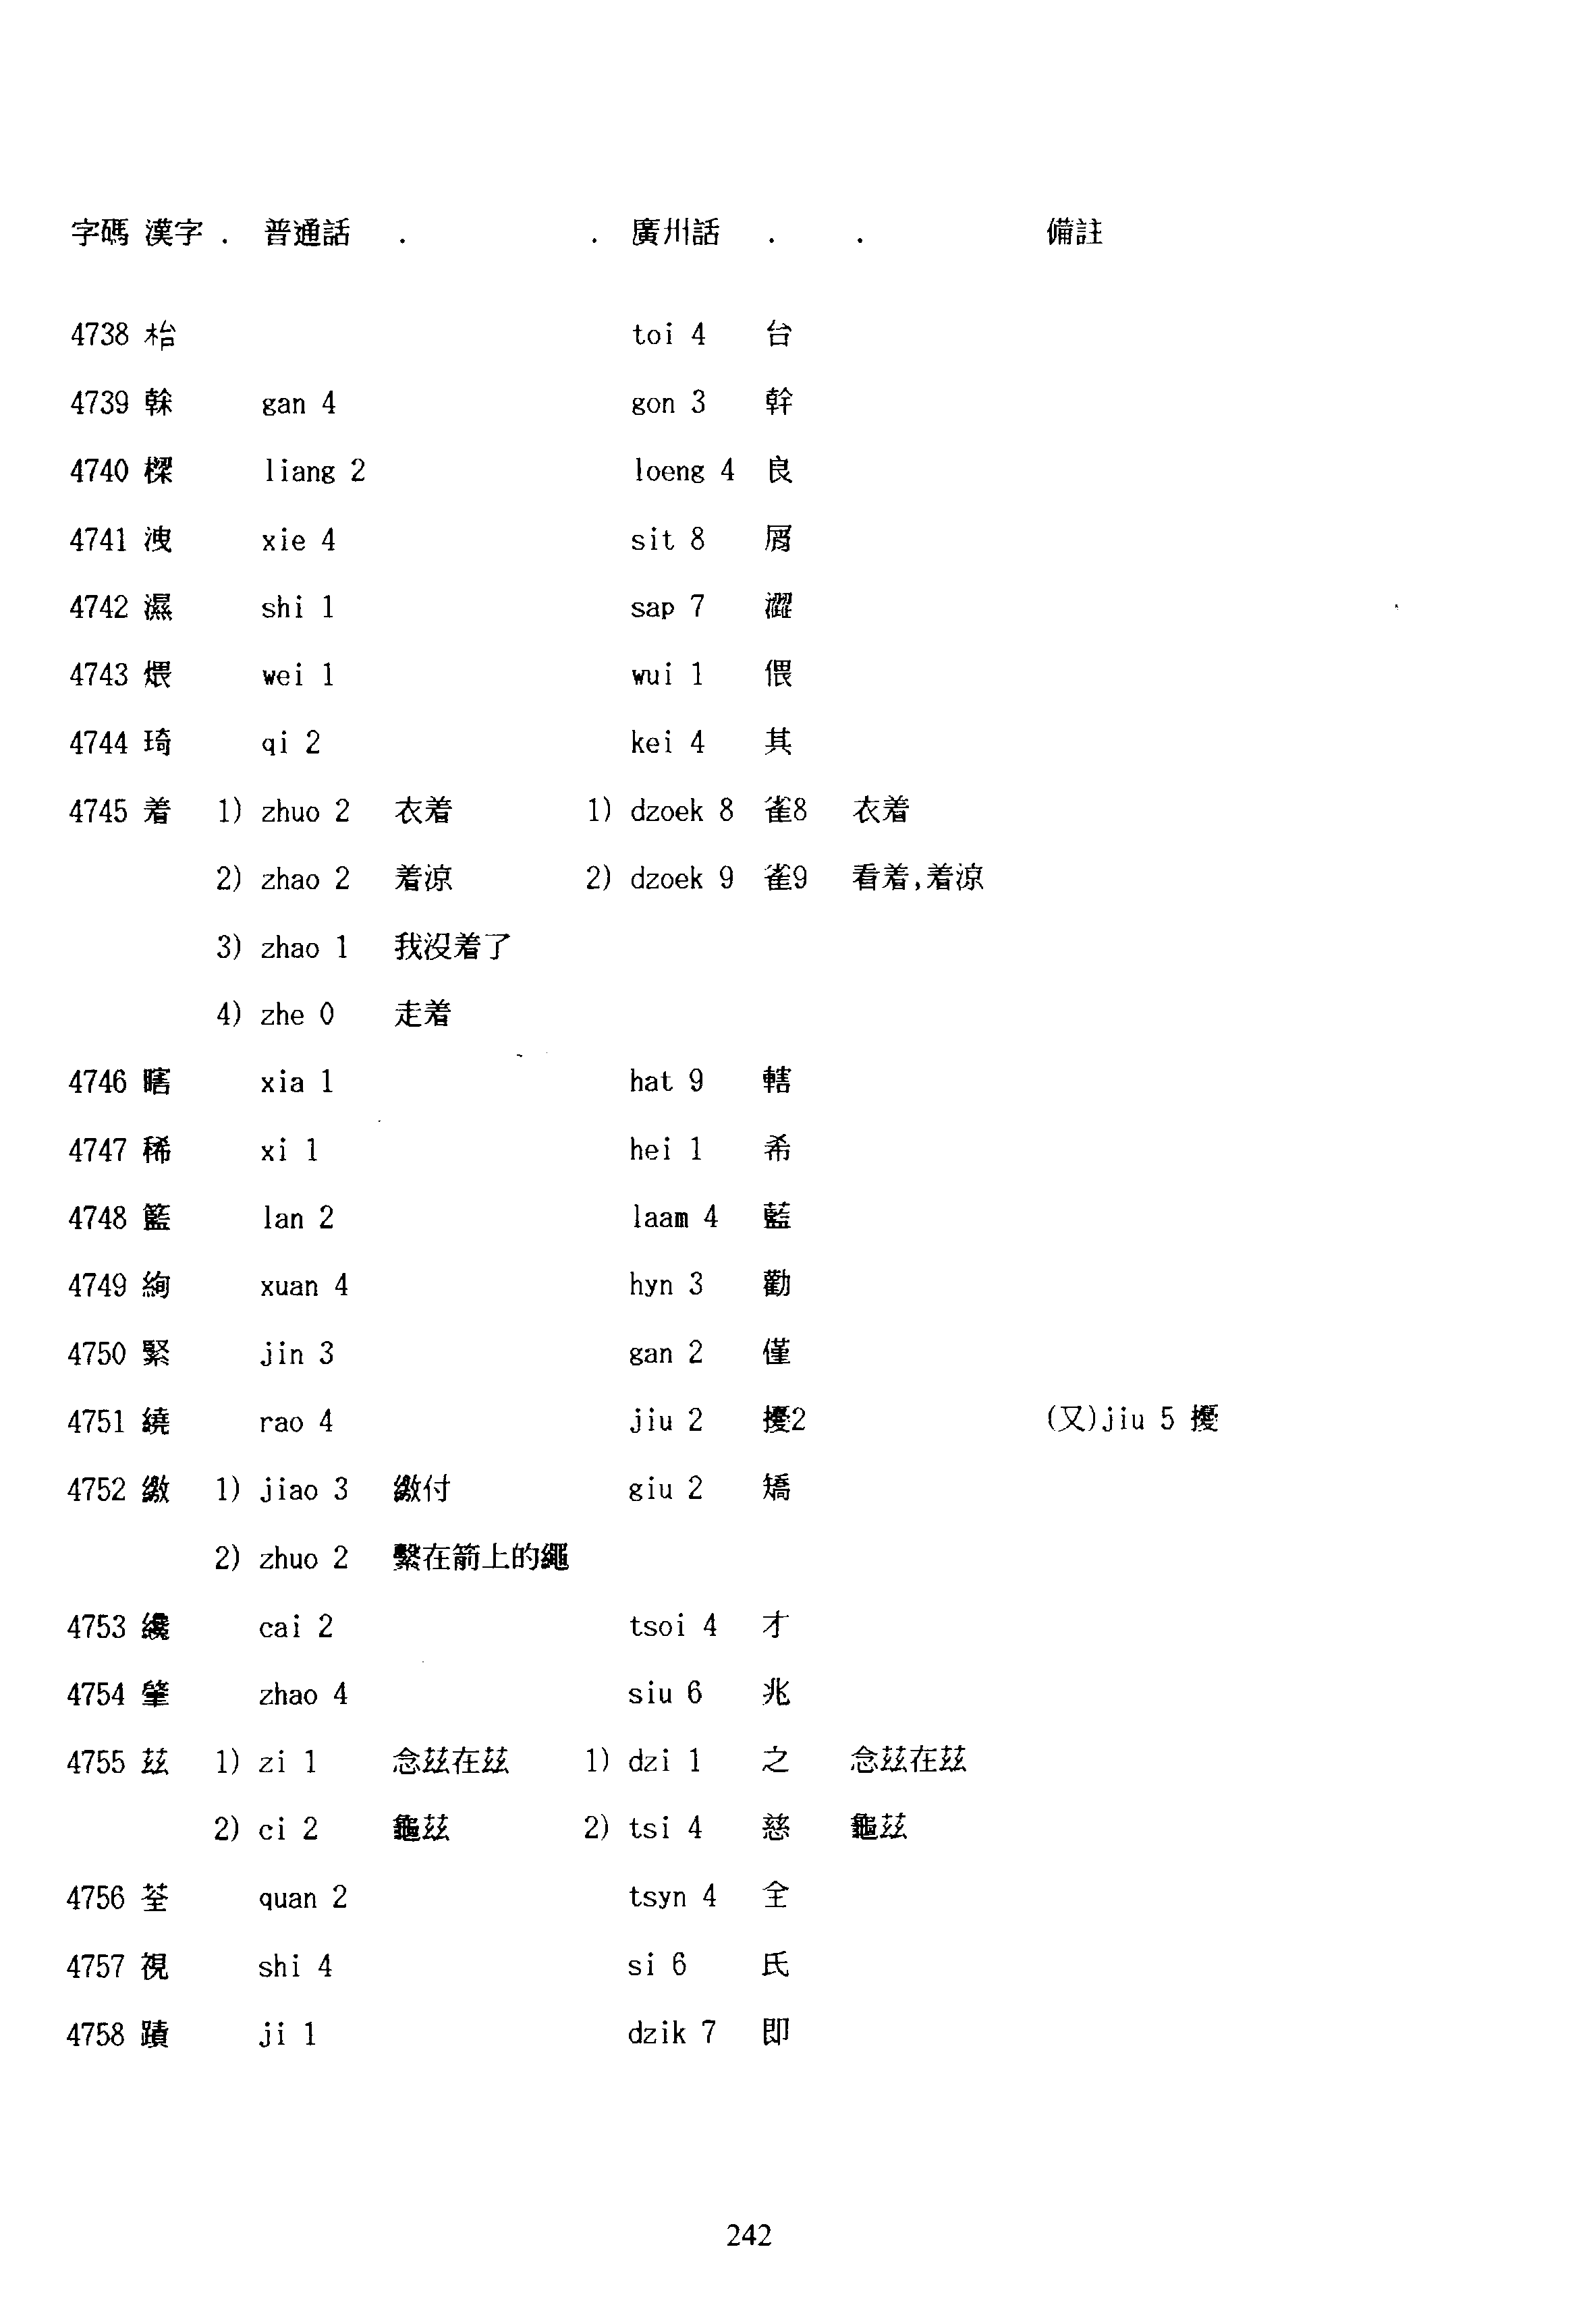 字碼 漢字 . 普通話 . . 廣州話 . . 備註
4738 枱 toi 4 台
4739 榦 gan 4 gon 3 幹
4740 樑 liang 2 loeng 4 良
4741 洩 xie 4 sit 8 屑
4742 濕 shi 1 sap 7 澀
4743 煨 wei 1 wui 1 偎
4744 琦 qi 2 kei 4 其
4745 着 1) zhuo 2 衣着 1) dzoek 8 雀8 衣着
2) zhao 2 着涼 2) dzoek 9 雀9 看着,着涼
3) zhao 1 我沒着了
4) zhe 0 走着
4746 瞎 xia 1 hat 9 轄
4747 稀 xi 1 hei 1 希
4748 籃 lan 2 laam 4 藍
4749 絢 xuan 4 hyn 3 勸
4750 緊 jin 3 gan 2 僅
4751 繞 rao 4 jiu 2 擾2 (又)jiu 5 擾
4752 繳 1) jiao 3 繳付 giu 2 矯
2) zhuo 2 繫在箭上的繩
4753 纔 cai 2 tsoi 4 才
4754 肇 zhao 4 siu 6 兆
4755 茲 1) zi 1 念茲在茲 1) dzi 1 之 念茲在茲
2) ci 2 龜茲 2) tsi 4 慈 龜茲
4756 荃 quan 2 tsyn 4 全
4757 視 shi 4 si 6 氏
4758 蹟 ji 1 dzik 7 即
242